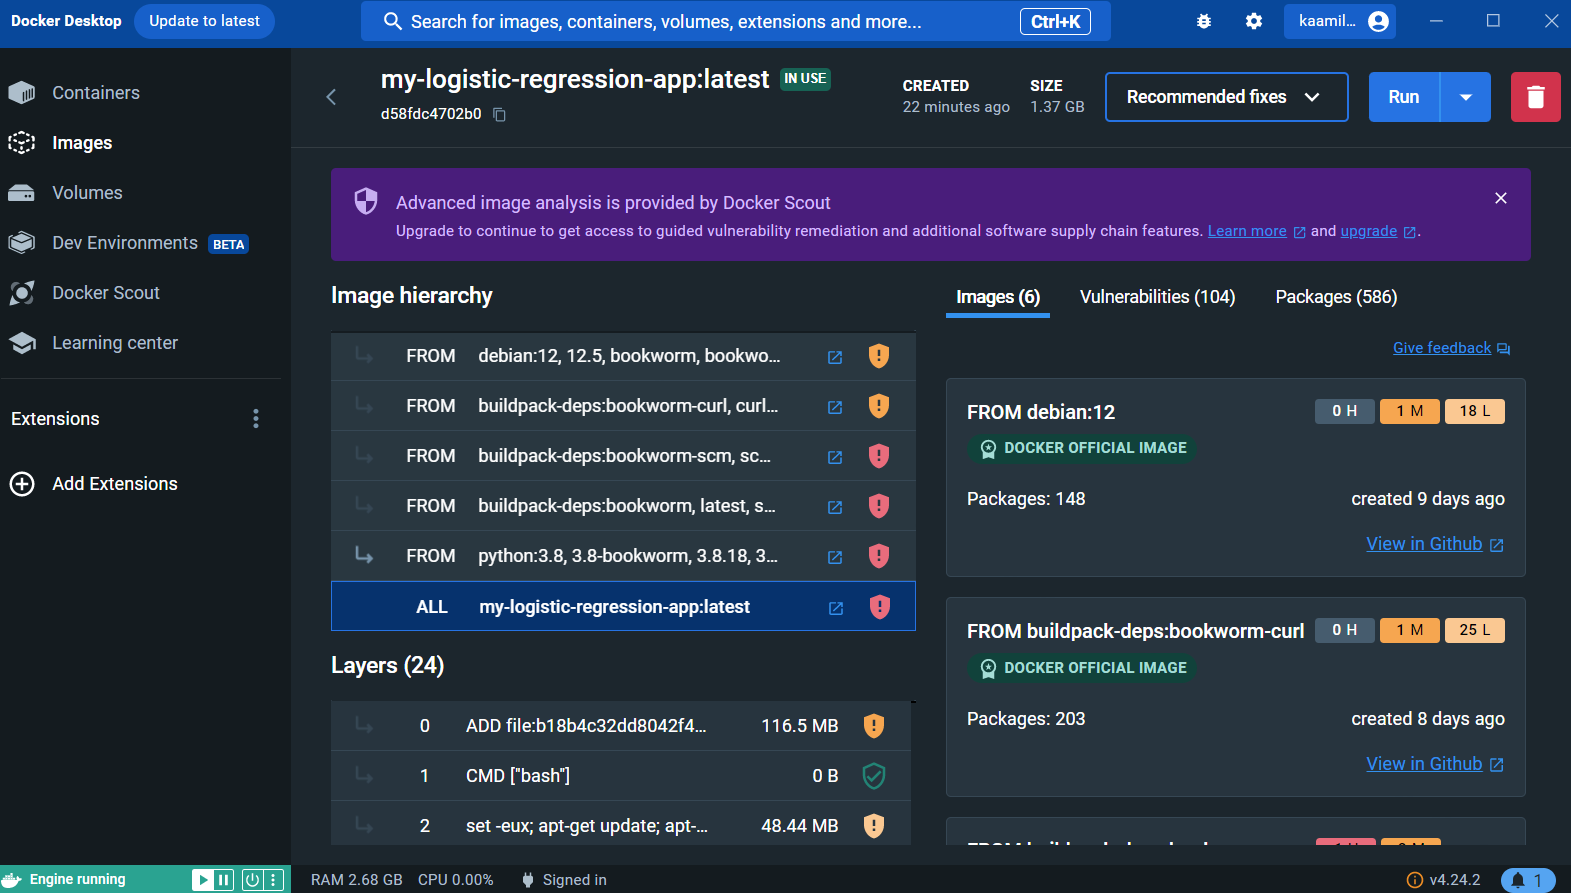 Docker Desktop
Update to latest
Search for images, containers, volumes, extensions and more...
Ctrl+K
kaamil...
Containers
Images
Volumes
Dev Environments BETA
Docker Scout
Learning center
Extensions
Add Extensions
my-logistic-regression-app:latest IN USE
d58fdc4702b0
CREATED
22 minutes ago
SIZE
1.37 GB
Recommended fixes
Run
Advanced image analysis is provided by Docker Scout
Upgrade to continue to get access to guided vulnerability remediation and additional software supply chain features. Learn more and upgrade .
Image hierarchy
FROM debian:12, 12.5, bookworm, bookwo...
FROM buildpack-deps:bookworm-curl, curl...
FROM buildpack-deps:bookworm-scm, sc...
FROM buildpack-deps:bookworm, latest, s...
FROM python:3.8, 3.8-bookworm, 3.8.18, 3...
ALL my-logistic-regression-app:latest
Layers (24)
0 ADD file:b18b4c32dd8042f4... 116.5 MB
1 CMD ["bash"] 0 B
2 set -eux; apt-get update; apt-... 48.44 MB
Images (6)
Vulnerabilities (104)
Packages (586)
Give feedback
FROM debian:12
0 H 1 M 18 L
DOCKER OFFICIAL IMAGE
Packages: 148
created 9 days ago
View in Github
FROM buildpack-deps:bookworm-curl
0 H 1 M 25 L
DOCKER OFFICIAL IMAGE
Packages: 203
created 8 days ago
View in Github
Engine running
RAM 2.68 GB CPU 0.00%
Signed in
v4.24.2
1